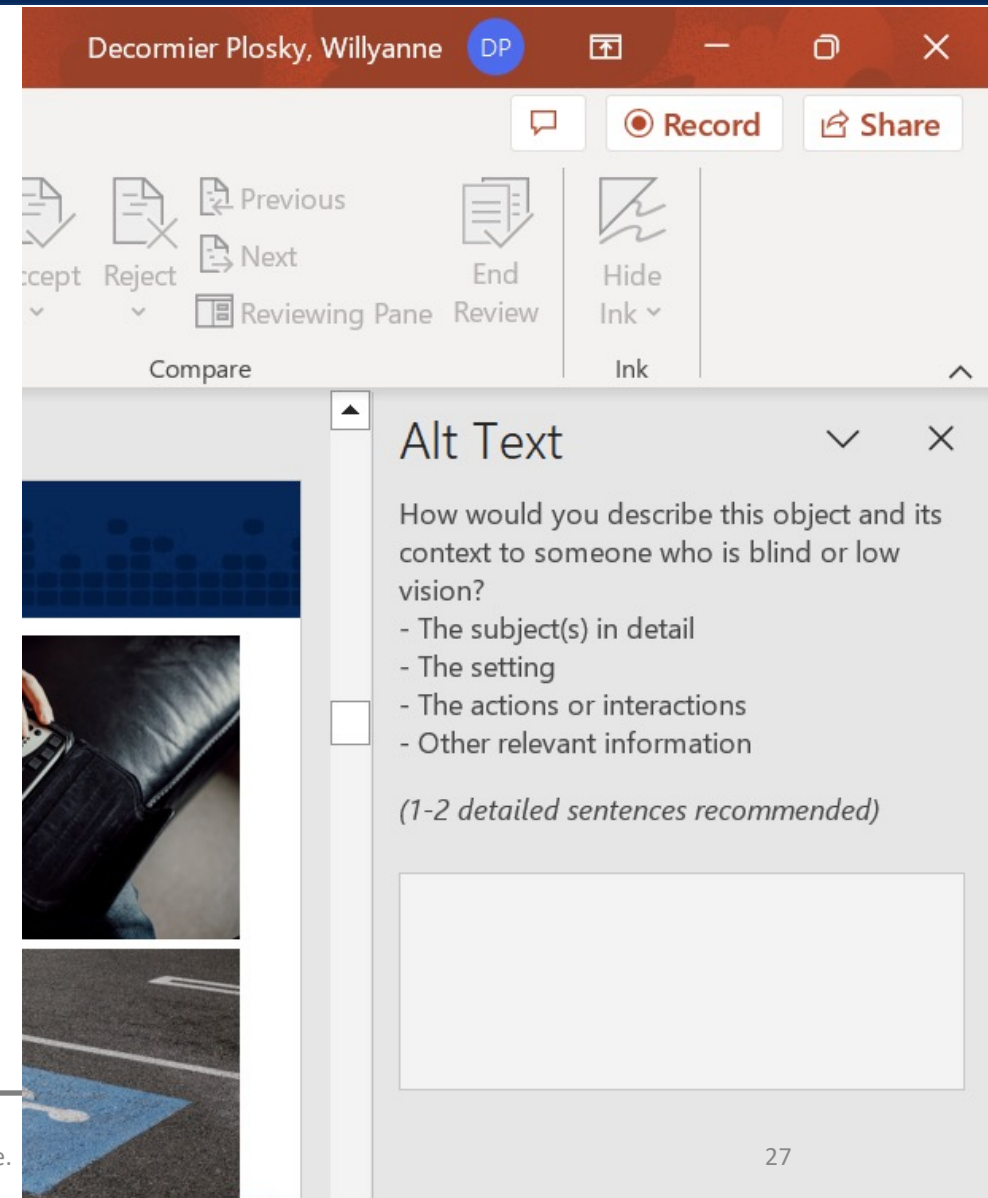 Decormier Plosky, Willyanne DP
Record Share
Previous
Next
ccept Reject End
Hide
Reviewing Pane Review
Ink
Compare Ink
Alt Text
How would you describe this object and its
context to someone who is blind or low
vision?
- The subject(s) in detail
- The setting
- The actions or interactions
- Other relevant information
(1-2 detailed sentences recommended)
e. 27